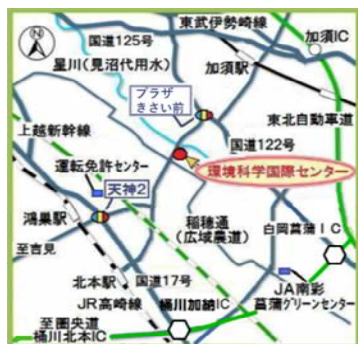 東武伊勢崎線
加須IC
国道125号
星川(見沼代用水)
加須駅
プラザ
きさい前
東北自動車道
上越新幹線
国道122号
運転免許センター
環境科学国際センター
天神2
鴻巣駅
稲穂通
(広域農道)
白岡菖蒲IC
至吉見
北本駅
国道17号
JA南彩
菖蒲グリーンセンター
JR高崎線
桶川加納IC
至圏央道
桶川北本IC